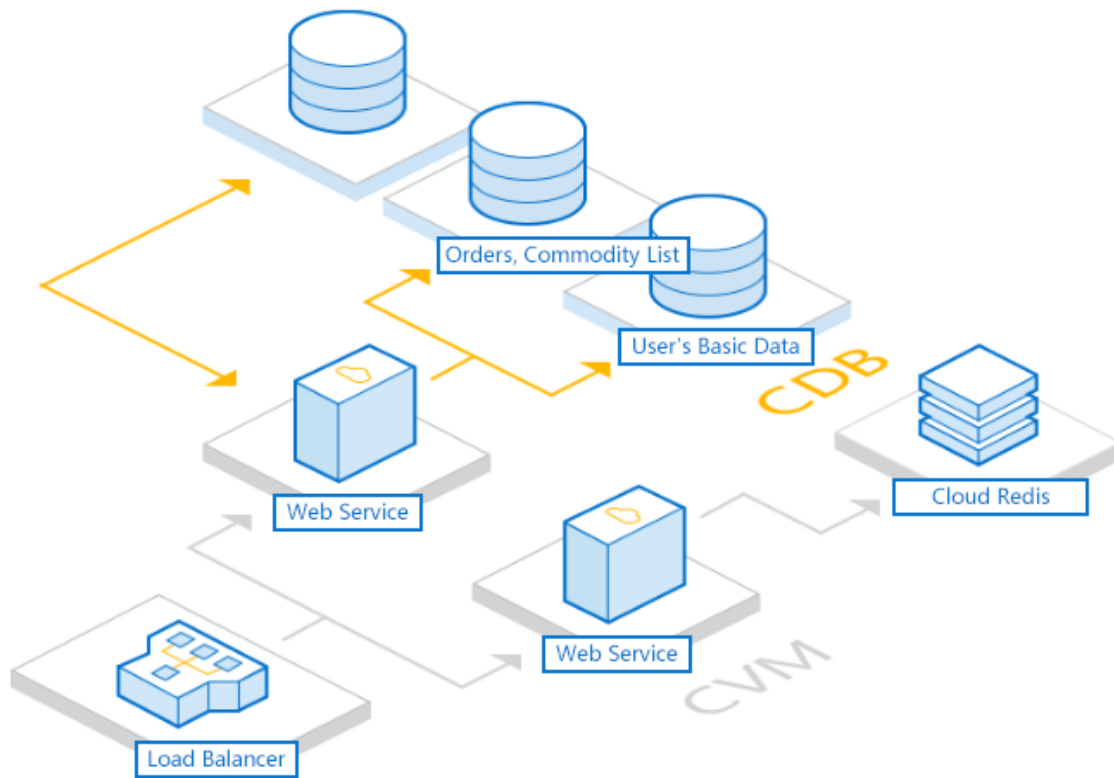 Orders, Commodity List
User's Basic Data
CDB
Web Service
Cloud Redis
Web Service
CVM
Load Balancer